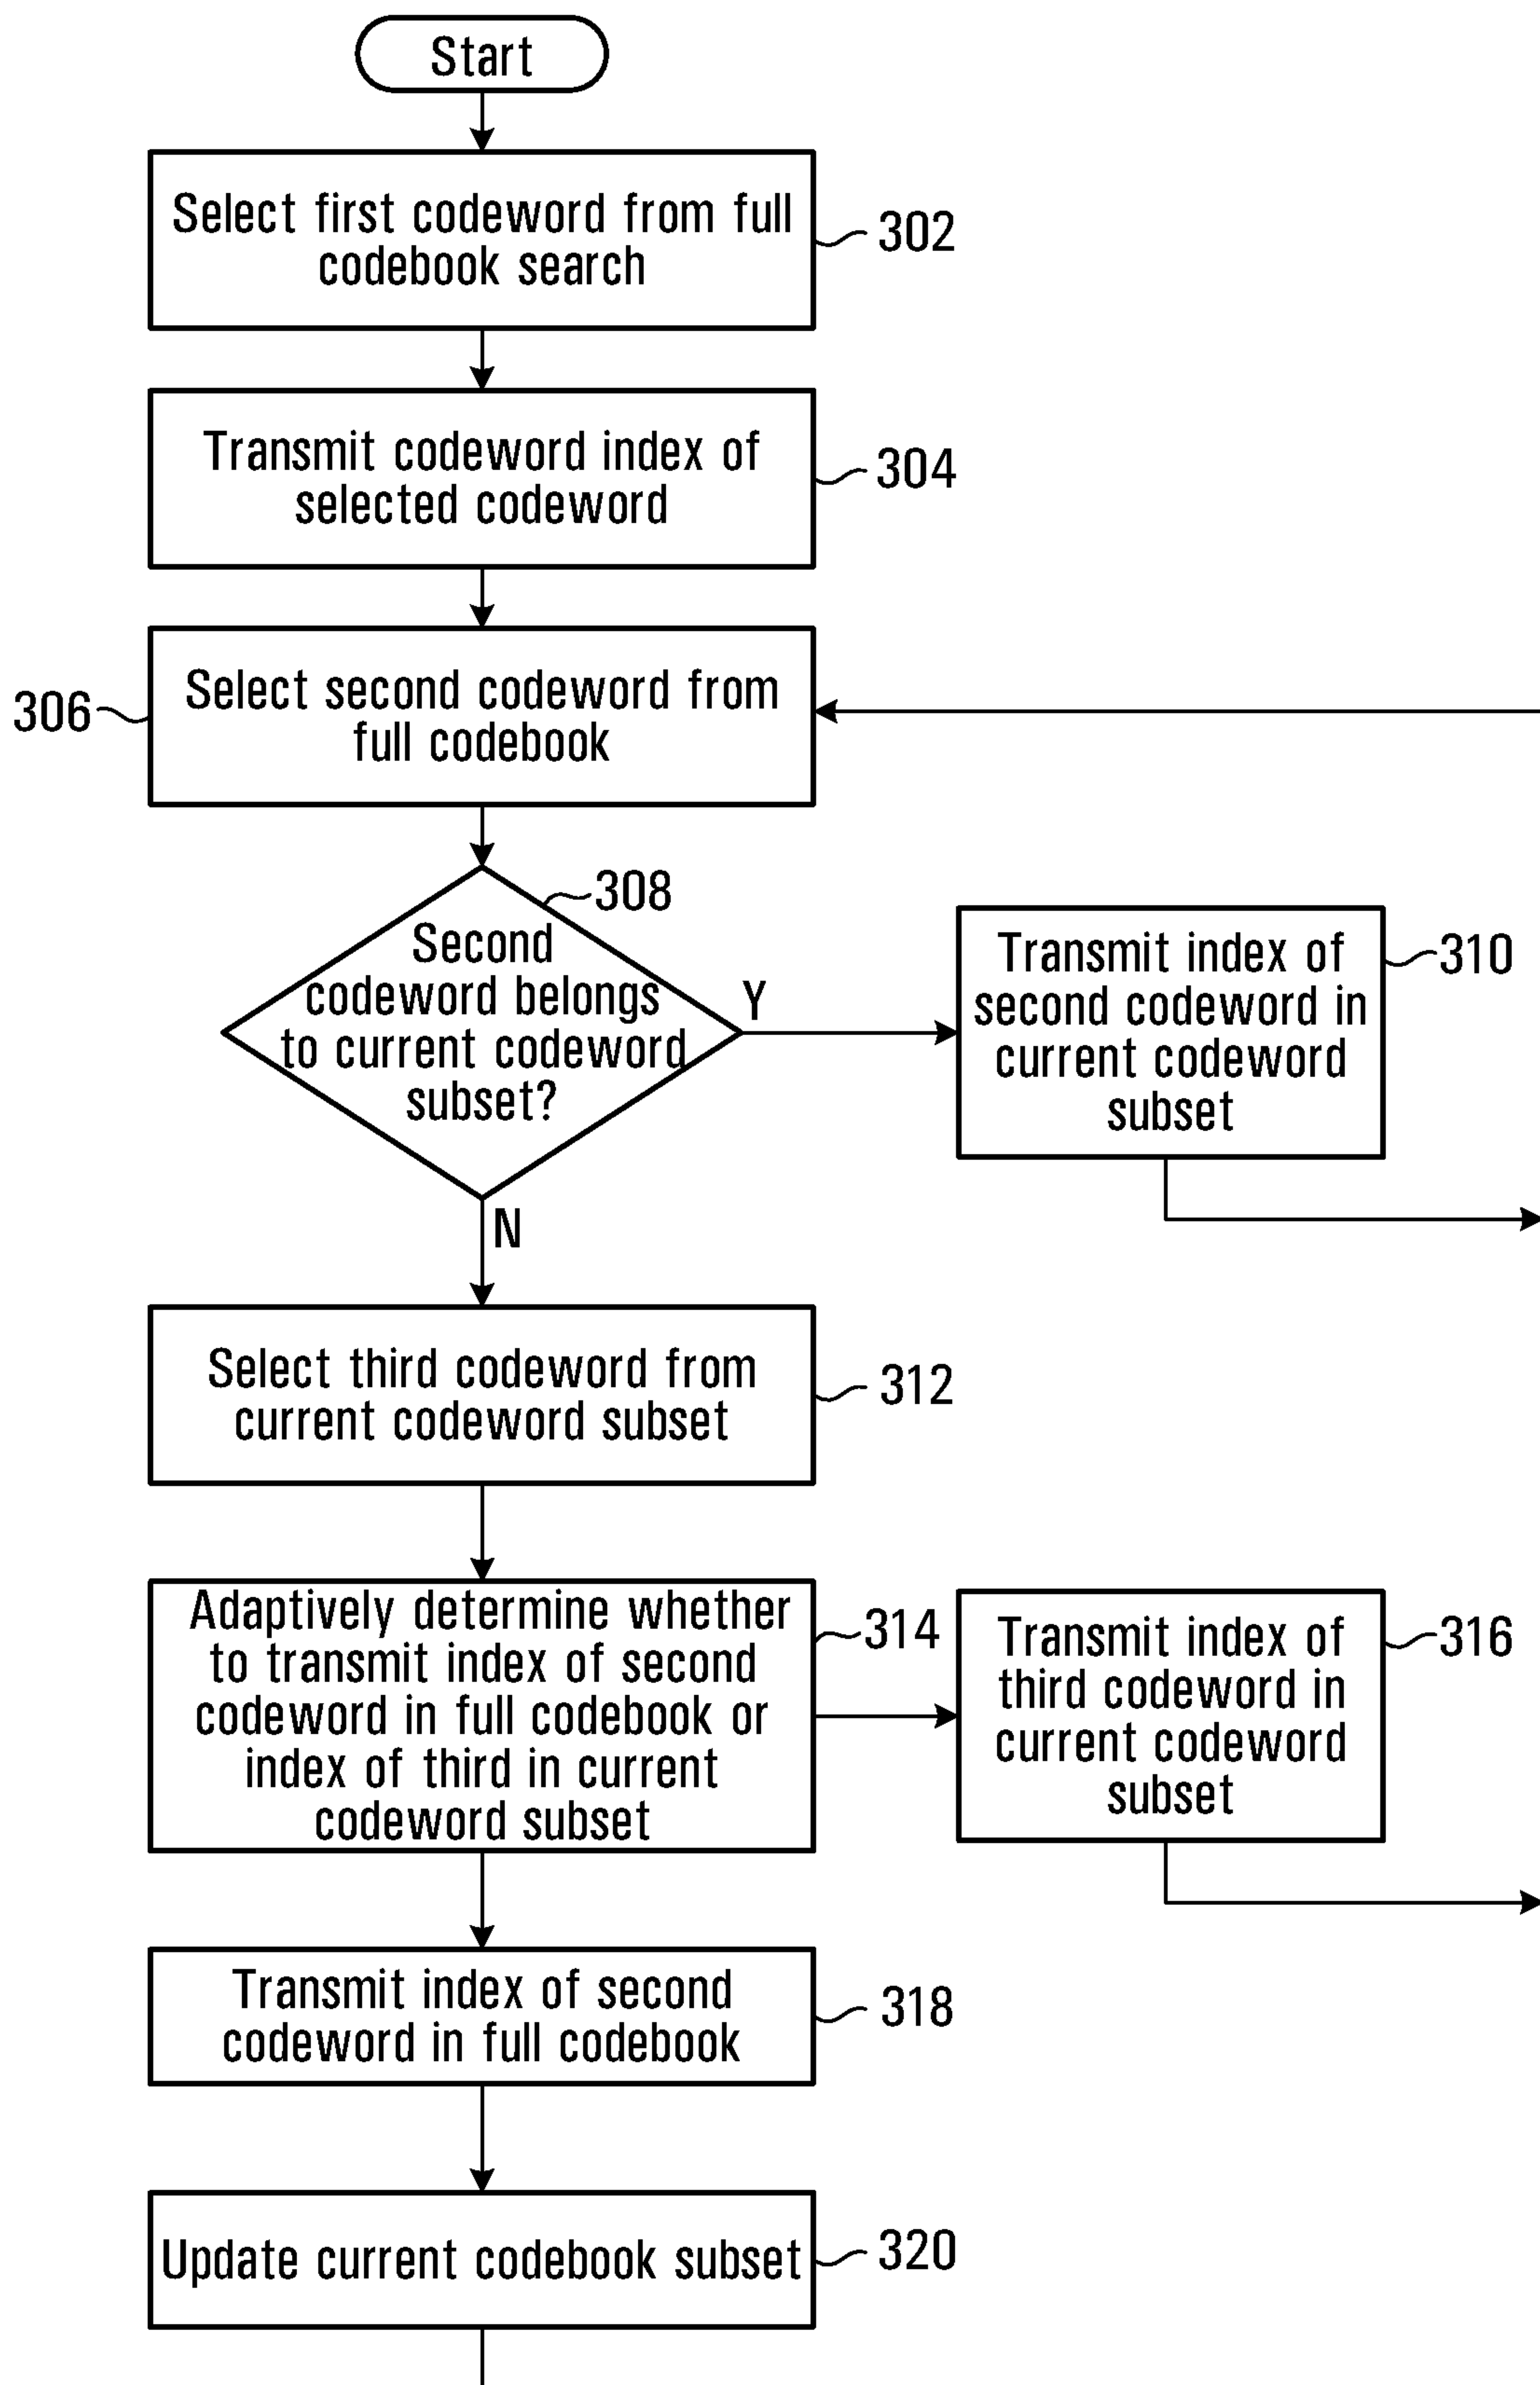 Start
Select first codeword from full
codebook search
302
Transmit codeword index of
selected codeword
304
306
Select second codeword from
full codebook
308
Second
codeword belongs
to current codeword
subset?
Y
Transmit index of
second codeword in
current codeword
subset
310
N
Select third codeword from
current codeword subset
312
Adaptively determine whether
to transmit index of second
codeword in full codebook or
index of third in current
codeword subset
314
Transmit index of
third codeword in
current codeword
subset
316
Transmit index of second
codeword in full codebook
318
Update current codebook subset
320